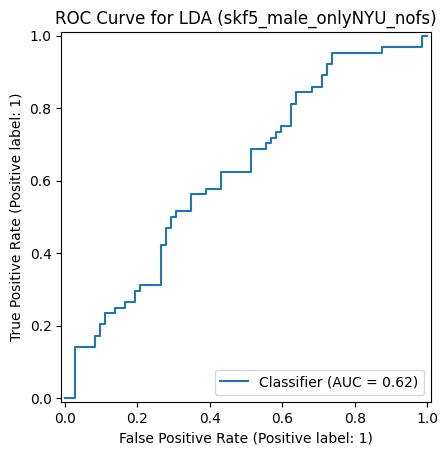 ROC Curve for LDA (skf5_male_onlyNYU_nofs)
1.0
0.8
0.6
0.4
0.2
0.0
True Positive Rate (Positive label: 1)
Classifier (AUC = 0.62)
0.0 0.2 0.4 0.6 0.8 1.0
False Positive Rate (Positive label: 1)